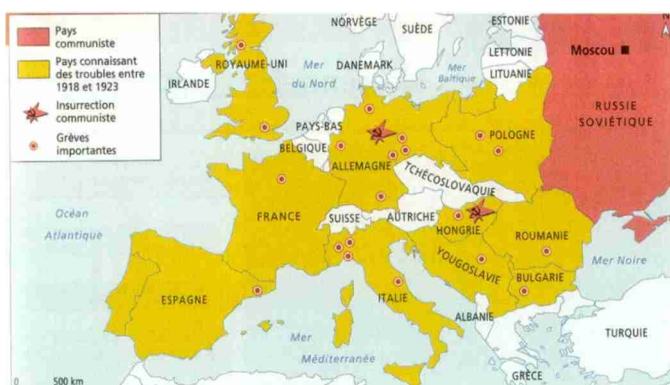 Pays
communiste
Pays connaissant
des troubles entre
1918 et 1923
Insurrection
communiste
Grèves
importantes
NORVÈGE
SUÈDE
ESTONIE
LETTONIE
LITUANIE
Moscou
RUSSIE
SOVIÉTIQUE
ROYAUME-UNI
IRLANDE
Mer
du Nord
DANEMARK
Mer
Baltique
PAYS-BAS
BELGIQUE
ALLEMAGNE
POLOGNE
TCHÉCOSLOVAQUIE
Océan
Atlantique
FRANCE
SUISSE
AUTRICHE
HONGRIE
ROUMANIE
YOUGOSLAVIE
BULGARIE
Mer Noire
ESPAGNE
ITALIE
ALBANIE
Mer
Méditerranée
GRÈCE
TURQUIE
0 500 km